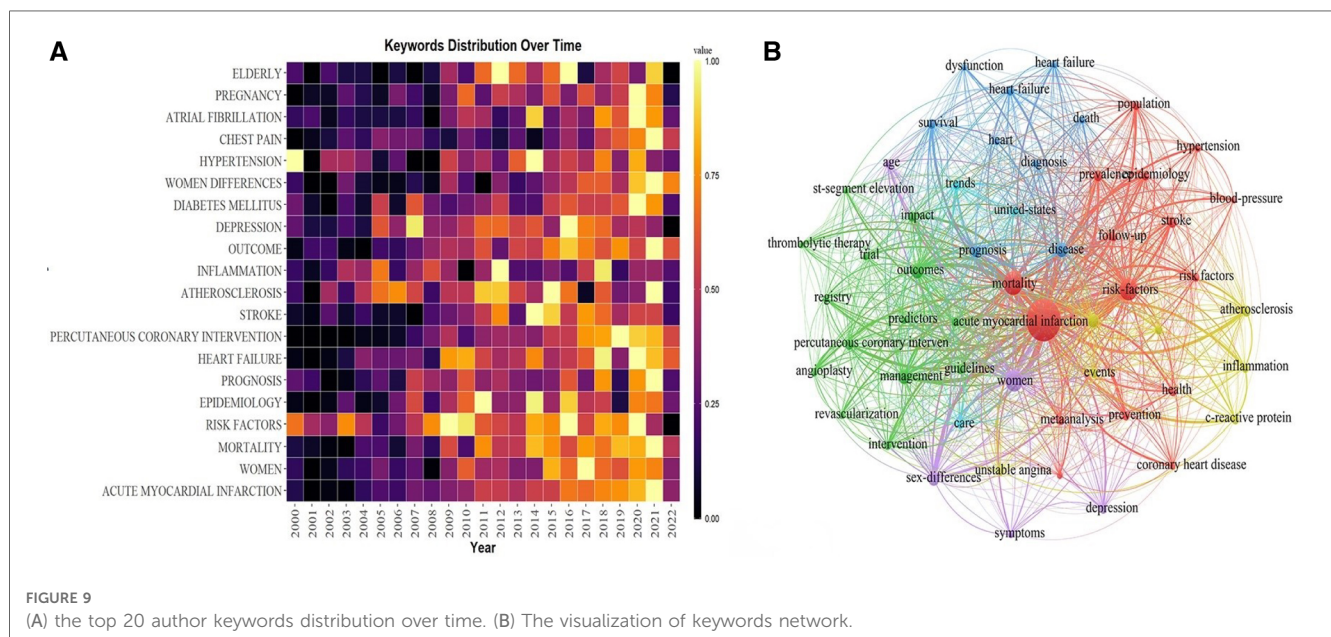 A
Keywords Distribution Over Time
value
ELDERLY
PREGNANCY
ATRIAL FIBRILLATION
CHEST PAIN
HYPERTENSION
WOMEN DIFFERENCES
DIABETES MELLITUS
DEPRESSION
OUTCOME
INFLAMMATION
ATHEROSCLEROSIS
STROKE
PERCUTANEOUS CORONARY INTERVENTION
HEART FAILURE
PROGNOSIS
EPIDEMIOLOGY
RISK FACTORS
MORTALITY
WOMEN
ACUTE MYOCARDIAL INFARCTION
2000 2001 2002 2003 2004 2005 2006 2007 2008 2009 2010 2011 2012 2013 2014 2015 2016 2017 2018 2019 2020 2021 2022
Year
1.00
0.75
0.50
0.25
0.00
B
dysfunction
heart failure
heart-failure
population
survival
death
heart
hypertension
age
diagnosis
prevalence
epidemiology
st-segment elevation
trends
blood-pressure
impact
united-states
stroke
thrombolytic therapy
trial
prognosis
disease
follow-up
outcomes
mortality
risk-factors
risk factors
registry
predictors
acute myocardial infarction
atherosclerosis
percutaneous coronary interven
angioplasty
management
guidelines
women
events
inflammation
health
revascularization
care
metaanalysis
prevention
c-reactive protein
intervention
sex-differences
unstable angina
coronary heart disease
depression
symptoms
FIGURE 9
(A) the top 20 author keywords distribution over time. (B) The visualization of keywords network.